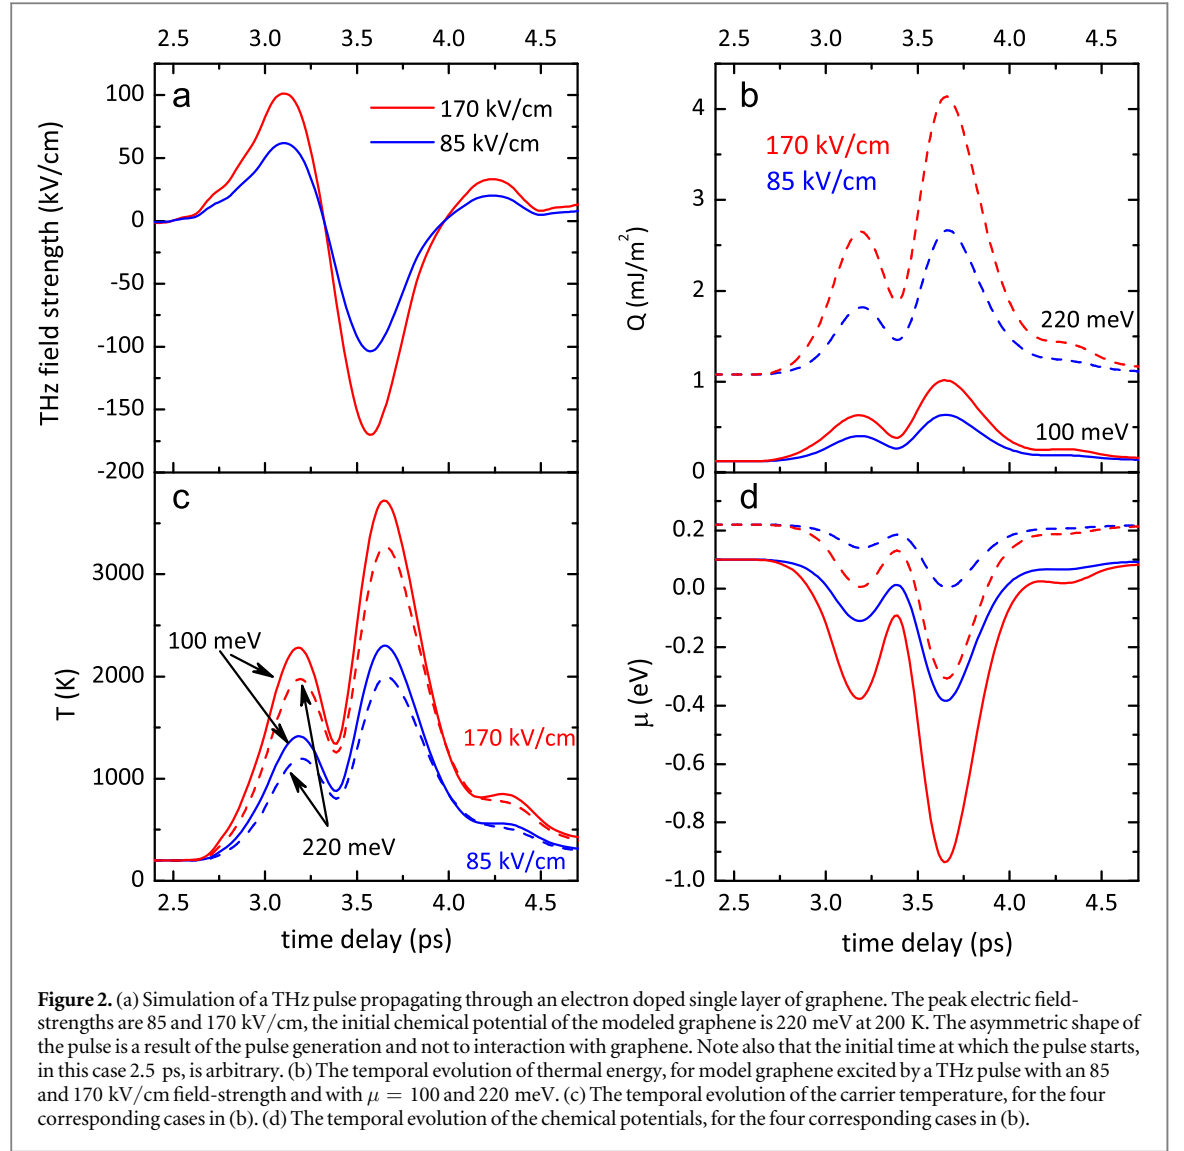 2.5 3.0 3.5 4.0 4.5
2.5 3.0 3.5 4.0 4.5
a
170 kV/cm
85 kV/cm
100
50
0
-50
-100
-150
-200
THz field strength (kV/cm)
b
170 kV/cm
85 kV/cm
4
3
2
1
0
Q (mJ/m²)
220 meV
100 meV
c
3000
2000
1000
0
T (K)
100 meV
170 kV/cm
220 meV
85 kV/cm
2.5 3.0 3.5 4.0 4.5
time delay (ps)
d
0.2
0.0
-0.2
-0.4
-0.6
-0.8
-1.0
μ (eV)
2.5 3.0 3.5 4.0 4.5
time delay (ps)
Figure 2. (a) Simulation of a THz pulse propagating through an electron doped single layer of graphene. The peak electric field-
strengths are 85 and 170 kV/cm, the initial chemical potential of the modeled graphene is 220 meV at 200 K. The asymmetric shape of
the pulse is a result of the pulse generation and not to interaction with graphene. Note also that the initial time at which the pulse starts,
in this case 2.5 ps, is arbitrary. (b) The temporal evolution of thermal energy, for model graphene excited by a THz pulse with an 85
and 170 kV/cm field-strength and with μ = 100 and 220 meV. (c) The temporal evolution of the carrier temperature, for the four
corresponding cases in (b). (d) The temporal evolution of the chemical potentials, for the four corresponding cases in (b).